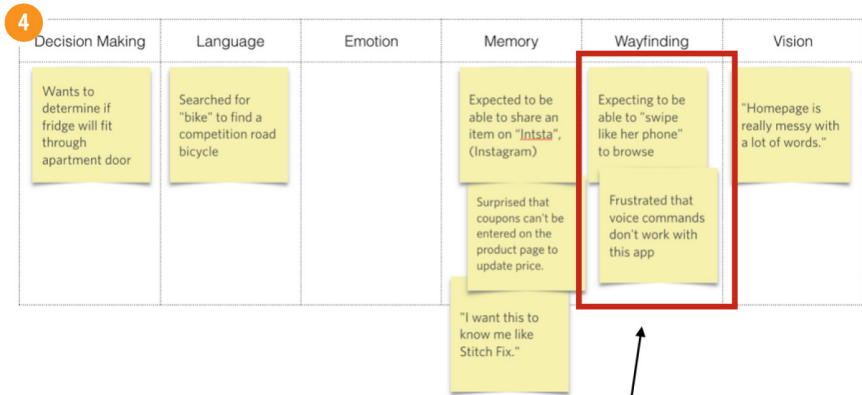 4
Decision Making
Language
Emotion
Memory
Wayfinding
Vision
Wants to
determine if
fridge will fit
through
apartment door
Searched for
"bike" to find a
competition road
bicycle
Expected to be
able to share an
item on "Intsta",
(Instagram)
Surprised that
coupons can't be
entered on the
product page to
update price.
"I want this to
know me like
Stitch Fix."
Expecting to be
able to "swipe
like her phone"
to browse
Frustrated that
voice commands
don't work with
this app
"Homepage is
really messy with
a lot of words."